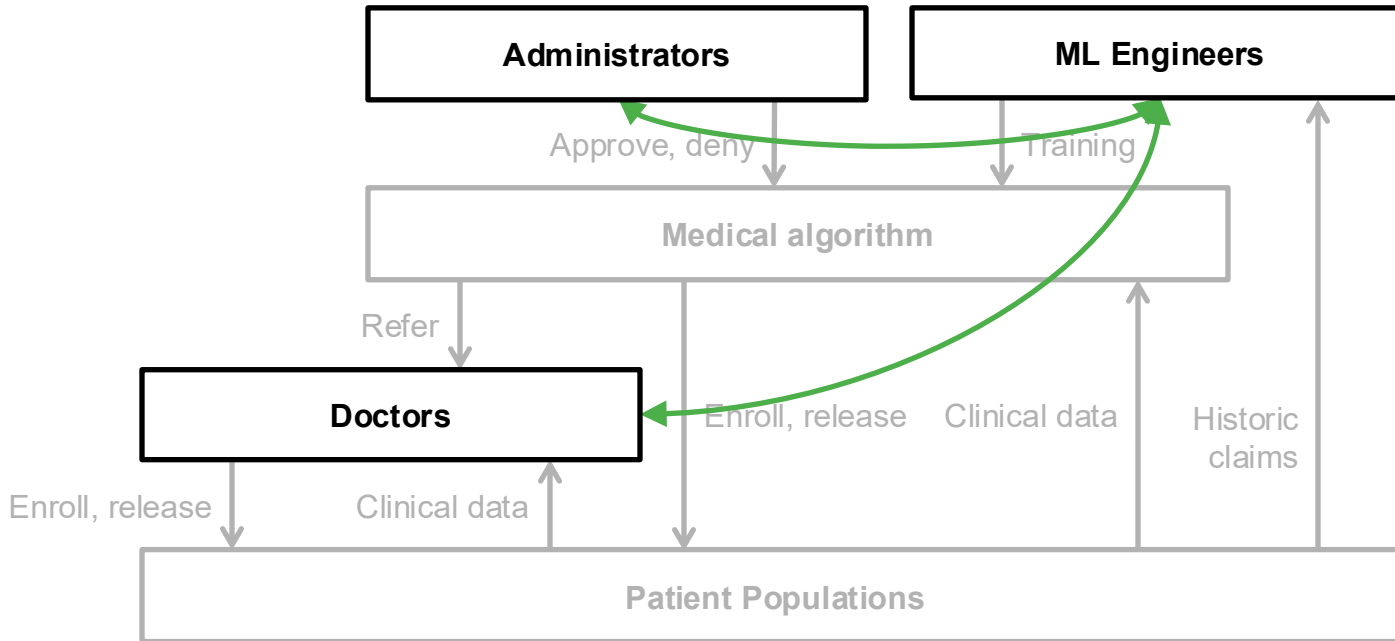 Administrators
ML Engineers
Approve, deny
Training
Medical algorithm
Refer
Doctors
Enroll, release
Clinical data
Historic
claims
Enroll, release
Clinical data
Patient Populations